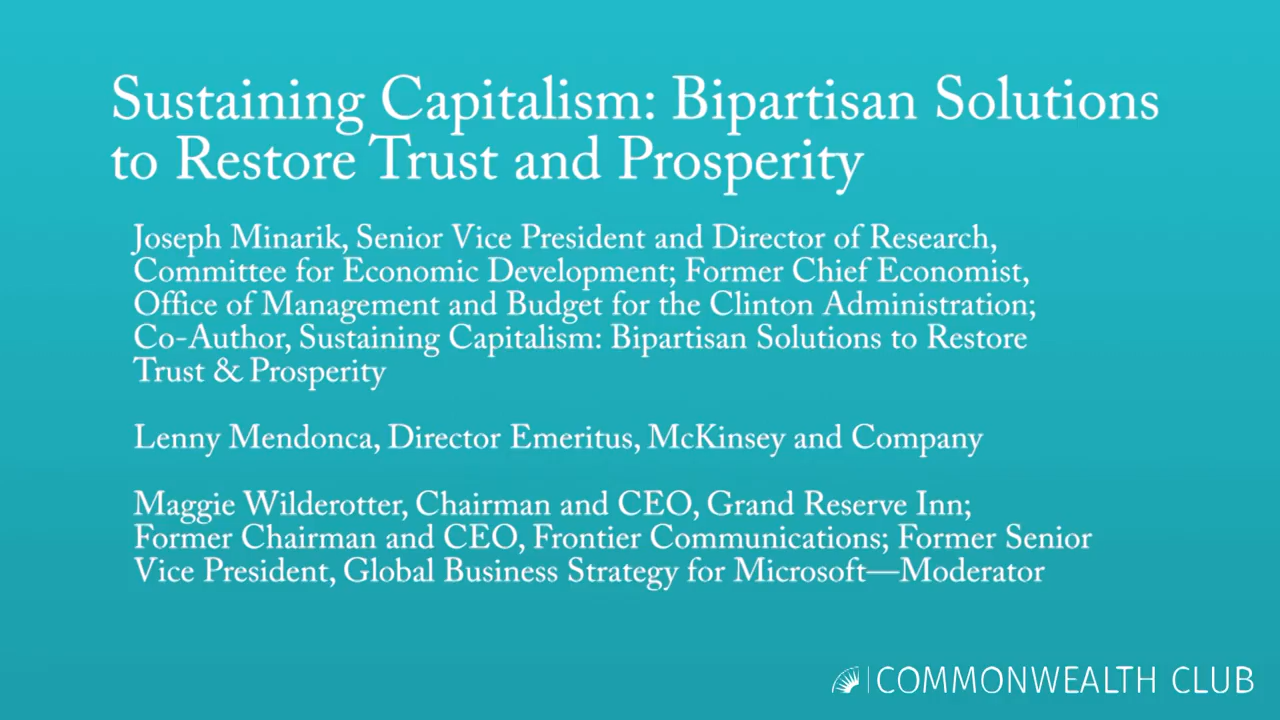 Sustaining Capitalism: Bipartisan Solutions
to Restore Trust and Prosperity
Joseph Minarik, Senior Vice President and Director of Research,
Committee for Economic Development; Former Chief Economist,
Office of Management and Budget for the Clinton Administration;
Co-Author, Sustaining Capitalism: Bipartisan Solutions to Restore
Trust & Prosperity
Lenny Mendonca, Director Emeritus, McKinsey and Company
Maggie Wilderotter, Chairman and CEO, Grand Reserve Inn;
Former Chairman and CEO, Frontier Communications; Former Senior
Vice President, Global Business Strategy for Microsoft—Moderator
COMMONWEALTH CLUB